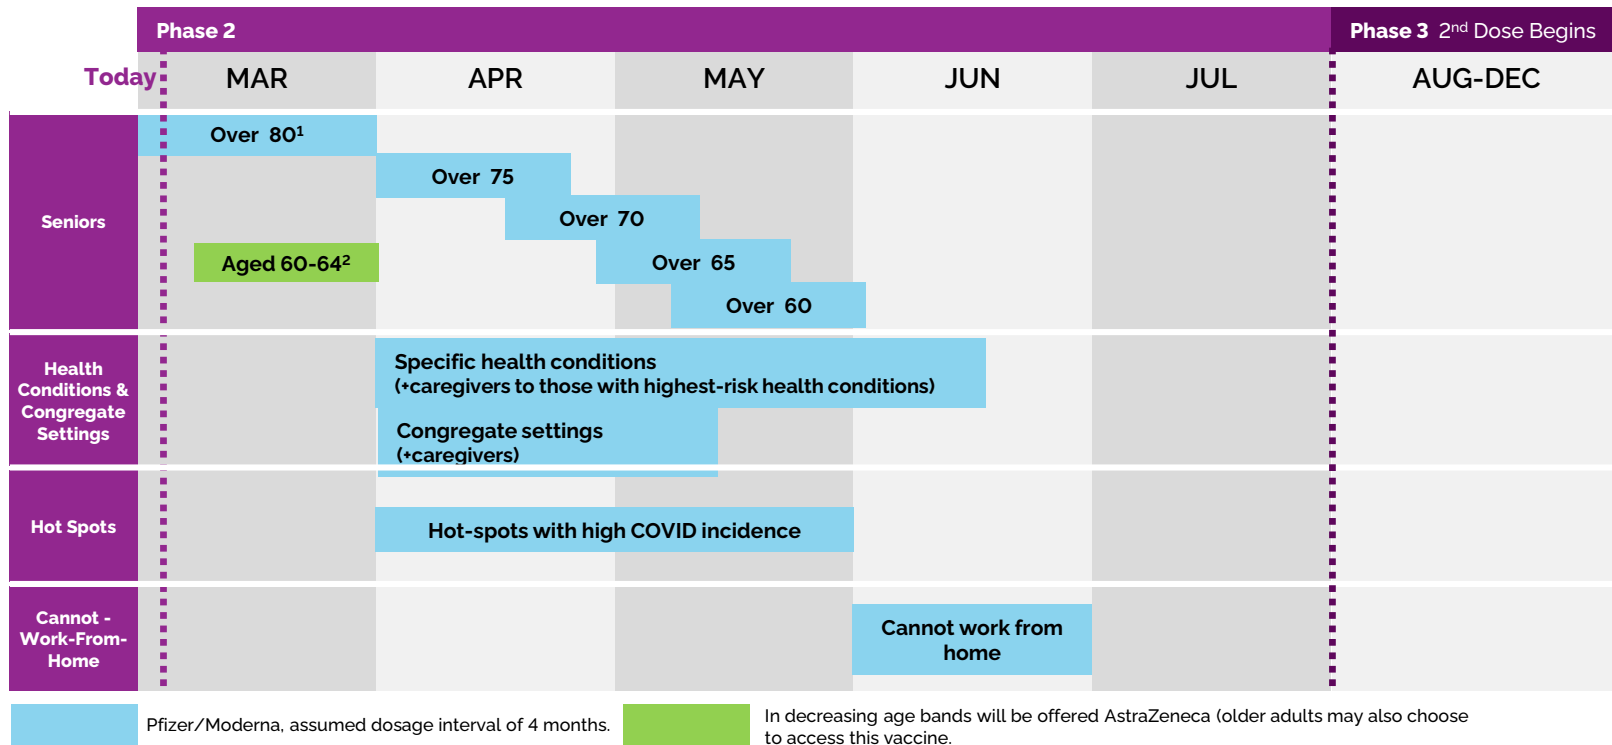 Phase 2
Phase 3 2nd Dose Begins
Today
MAR
APR
MAY
JUN
JUL
AUG-DEC
Seniors
Over 80¹
Over 75
Over 70
Aged 60-64²
Over 65
Over 60
Health
Conditions &
Congregate
Settings
Specific health conditions
(+caregivers to those with highest-risk health conditions)
Congregate settings
(+caregivers)
Hot Spots
Hot-spots with high COVID incidence
Cannot -
Work-From-
Home
Cannot work from
home
Pfizer/Moderna, assumed dosage interval of 4 months.
In decreasing age bands will be offered AstraZeneca (older adults may also choose
to access this vaccine.